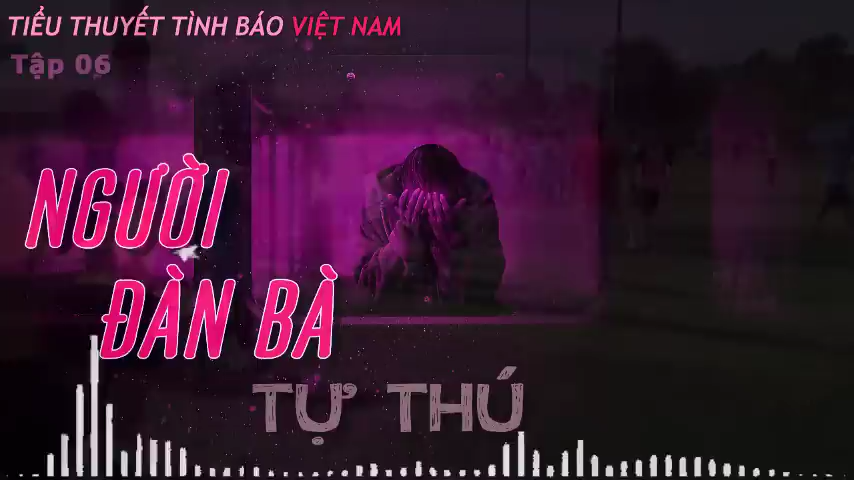 TIỂU THUYẾT TÌNH BÁO VIỆT NAM
Tập 06
NGƯỜI
ĐÀN BÀ
TỰ THÚ